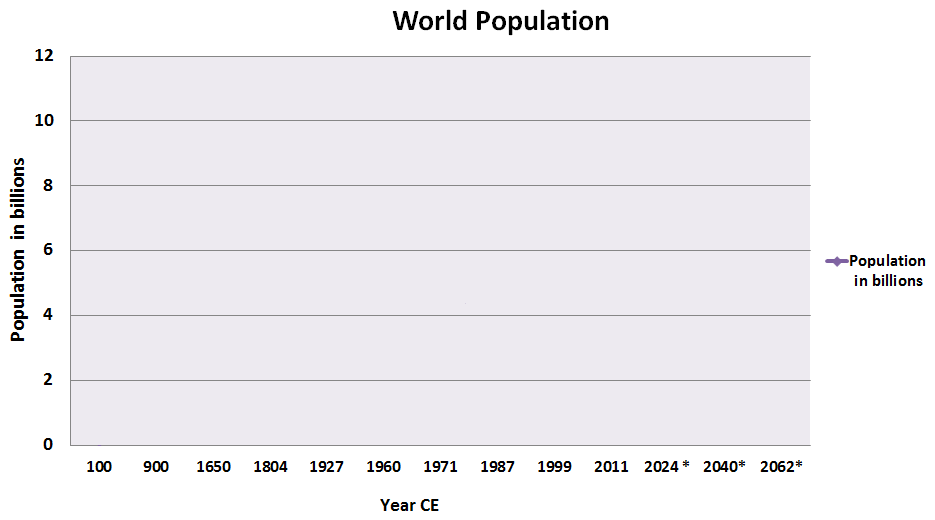 World Population
12
10
8
6
4
2
0
Population in billions
100 900 1650 1804 1927 1960 1971 1987 1999 2011 2024 * 2040* 2062*
Year CE
Population
in billions